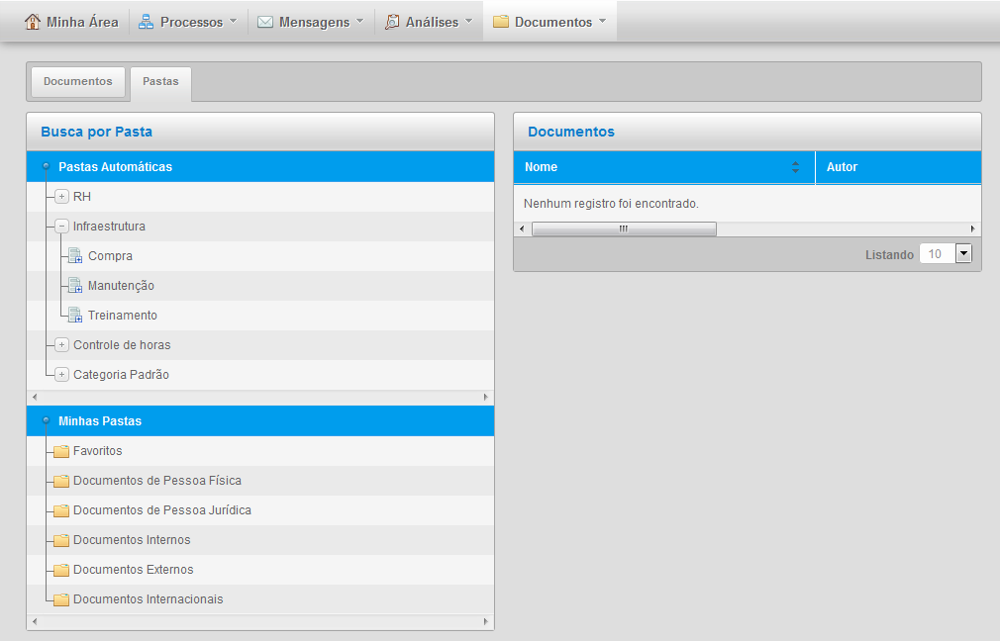 Minha Área Processos Mensagens Análises Documentos
Documentos Pastas
Busca por Pasta
Pastas Automáticas
RH
Infraestrutura
Compra
Manutenção
Treinamento
Controle de horas
Categoria Padrão
Minhas Pastas
Favoritos
Documentos de Pessoa Física
Documentos de Pessoa Jurídica
Documentos Internos
Documentos Externos
Documentos Internacionais
Documentos
Nome Autor
Nenhum registro foi encontrado.
Listando 10